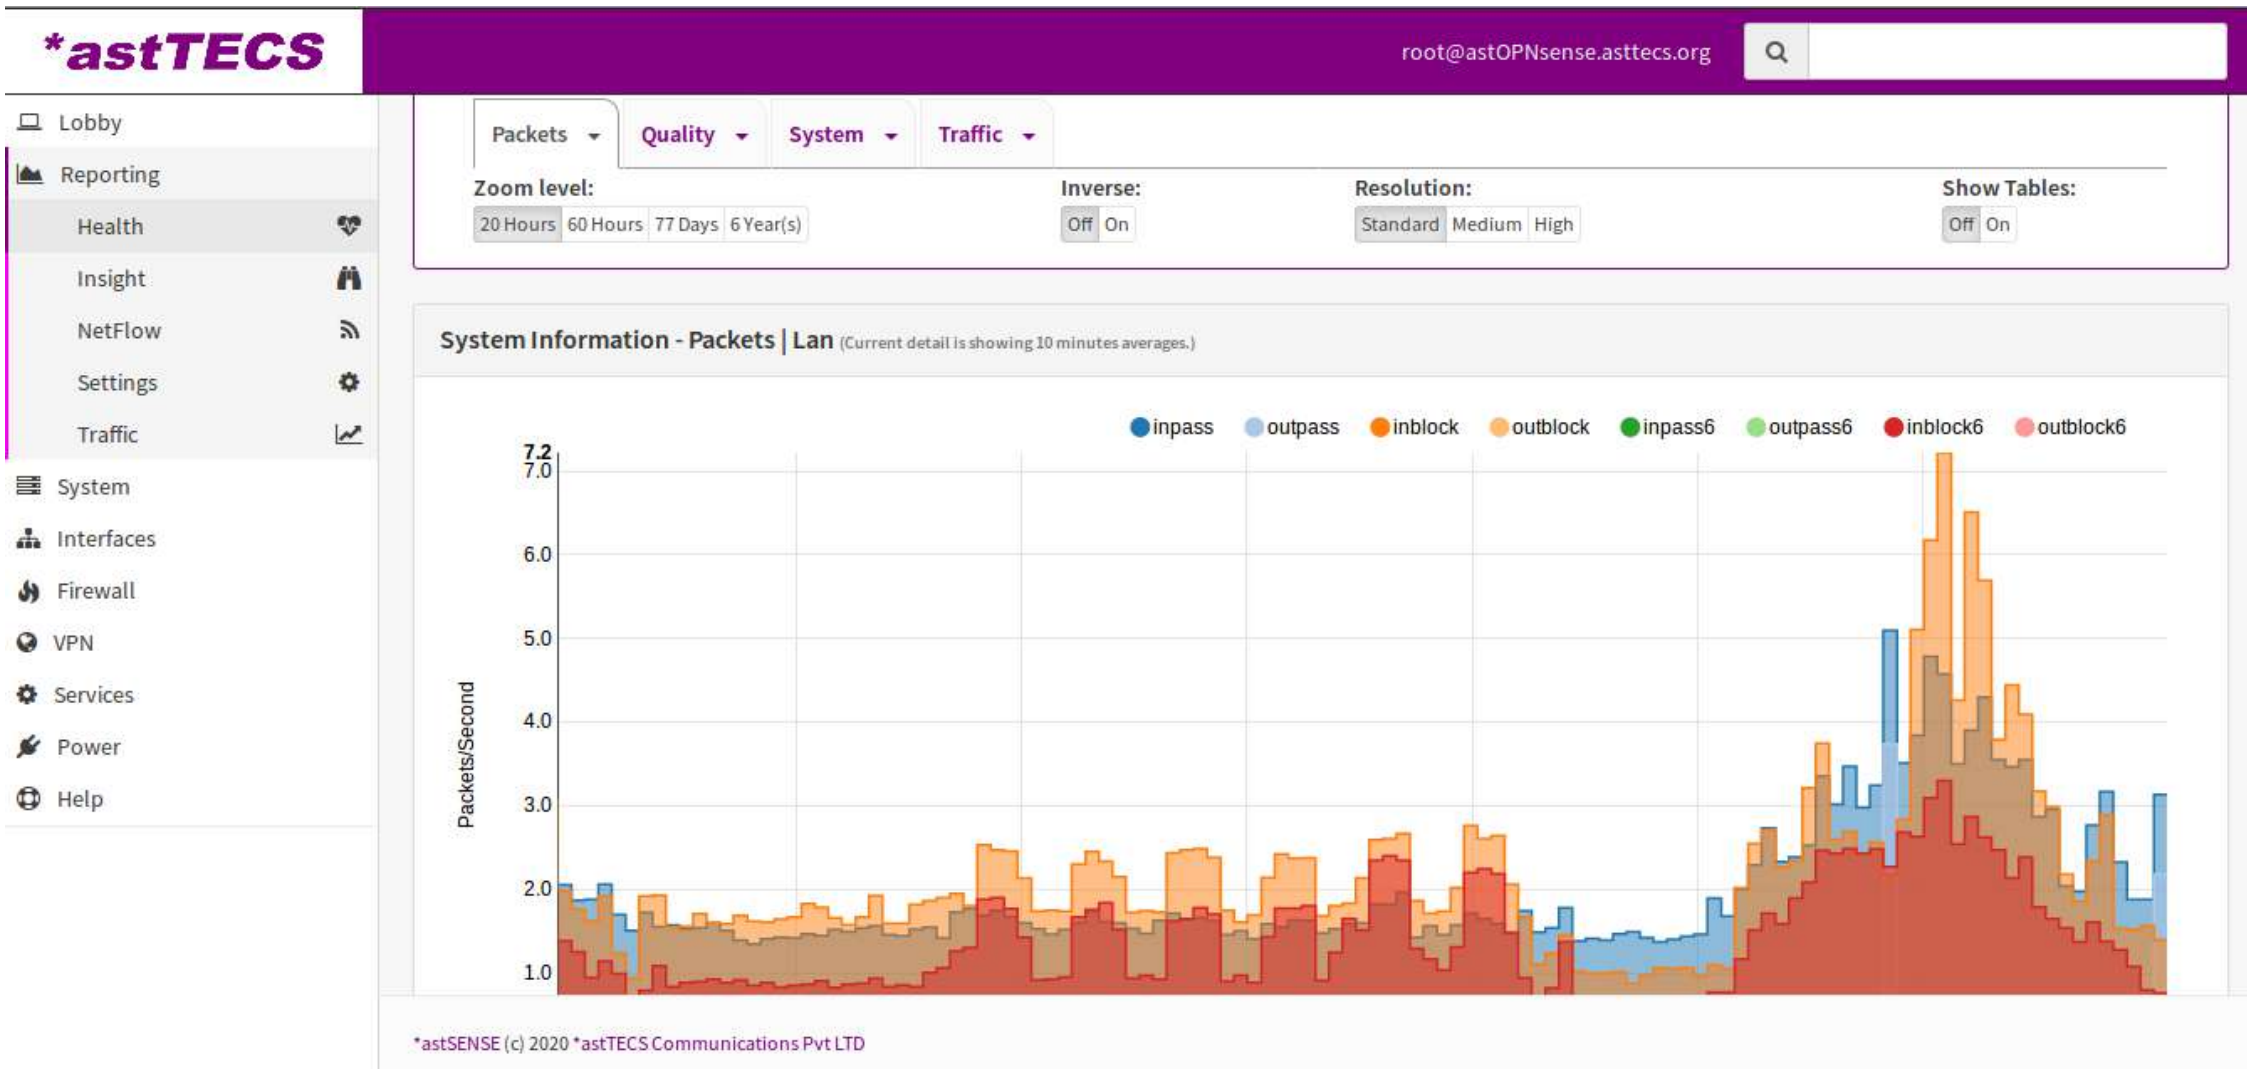 *astTECS
root@astOPNsense.asttecs.org
Lobby
Reporting
Health
Insight
NetFlow
Settings
Traffic
System
Interfaces
Firewall
VPN
Services
Power
Help
Packets Quality System Traffic
Zoom level: Inverse: Resolution: Show Tables:
20 Hours 60 Hours 77 Days 6 Year(s) Off On Standard Medium High Off On
System Information - Packets | Lan (Current detail is showing 10 minutes averages.)
inpass outpass inblock outblock inpass6 outpass6 inblock6 outblock6
7.2
7.0
6.0
5.0
4.0
3.0
2.0
1.0
Packets/Second
*astSENSE (c) 2020 *astTECS Communications Pvt LTD